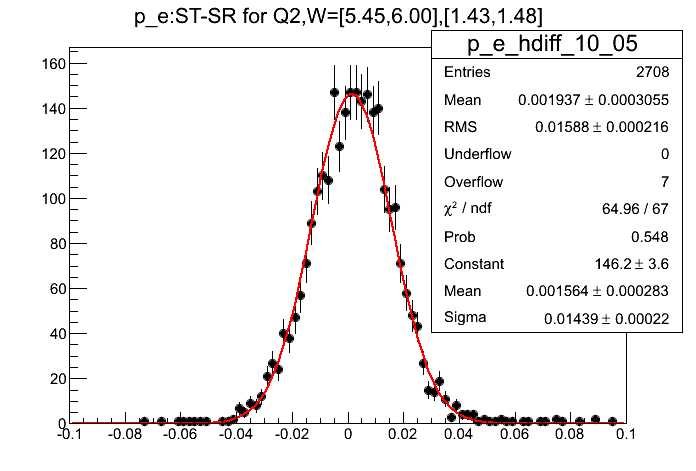 p_e:ST-SR for Q2,W=[5.45,6.00],[1.43,1.48]
p_e_hdiff_10_05
Entries 2708
Mean 0.001937 ± 0.0003055
RMS 0.01588 ± 0.000216
Underflow 0
Overflow 7
χ² / ndf 64.96 / 67
Prob 0.548
Constant 146.2 ± 3.6
Mean 0.001564 ± 0.000283
Sigma 0.01439 ± 0.00022
160
140
120
100
80
60
40
20
0
-0.1 -0.08 -0.06 -0.04 -0.02 0 0.02 0.04 0.06 0.08 0.1